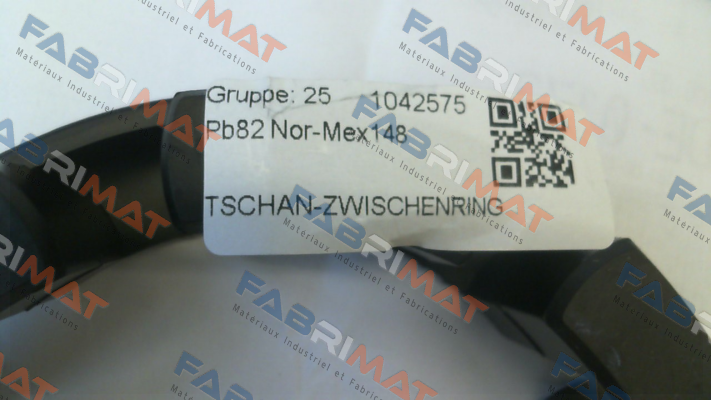 Gruppe: 25 1042575
Pb82 Nor-Mex148
TSCHAN-ZWISCHENRING
FABRIMAT
Materiaux Industriel et Fabrications